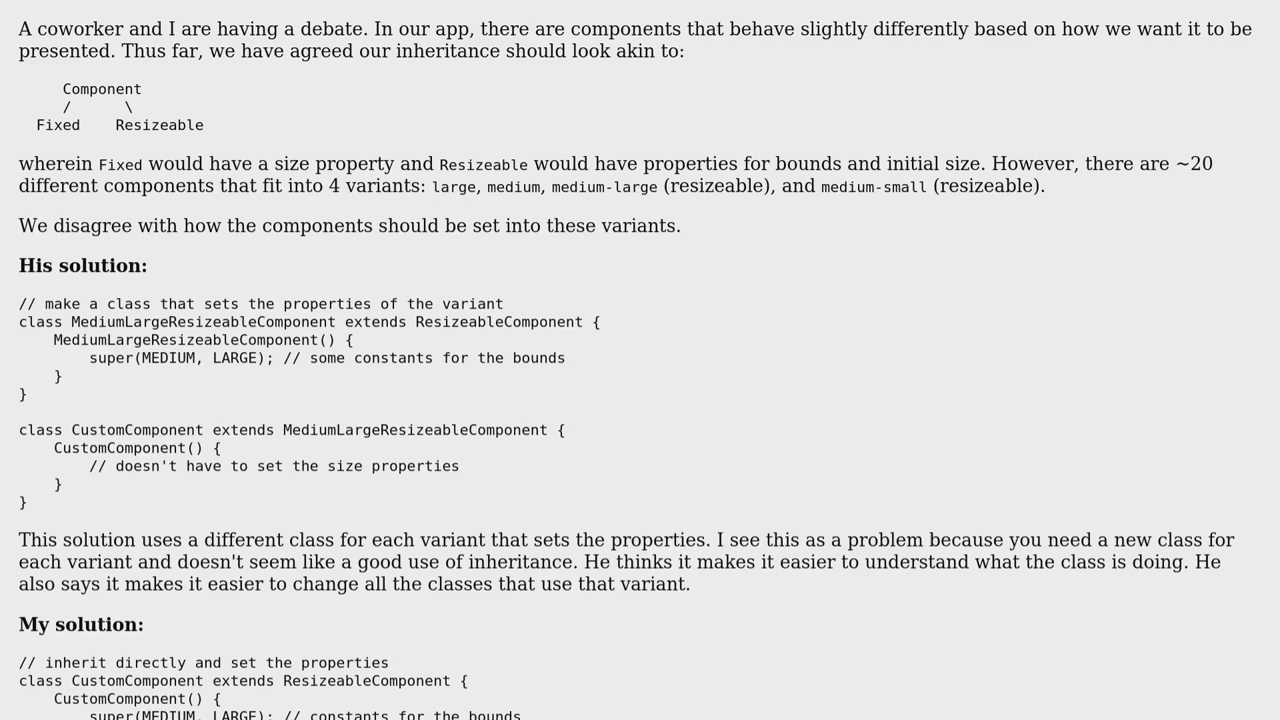 A coworker and I are having a debate. In our app, there are components that behave slightly differently based on how we want it to be
presented. Thus far, we have agreed our inheritance should look akin to:
     Component
     /      \
  Fixed    Resizeable
wherein Fixed would have a size property and Resizeable would have properties for bounds and initial size. However, there are ~20
different components that fit into 4 variants: large, medium, medium-large (resizeable), and medium-small (resizeable).
We disagree with how the components should be set into these variants.
His solution:
// make a class that sets the properties of the variant
class MediumLargeResizeableComponent extends ResizeableComponent {
    MediumLargeResizeableComponent() {
        super(MEDIUM, LARGE); // some constants for the bounds
    }
}
class CustomComponent extends MediumLargeResizeableComponent {
    CustomComponent() {
        // doesn't have to set the size properties
    }
}
This solution uses a different class for each variant that sets the properties. I see this as a problem because you need a new class for
each variant and doesn't seem like a good use of inheritance. He thinks it makes it easier to understand what the class is doing. He
also says it makes it easier to change all the classes that use that variant.
My solution:
// inherit directly and set the properties
class CustomComponent extends ResizeableComponent {
    CustomComponent() {
        super(MEDIUM, LARGE); // constants for the bounds